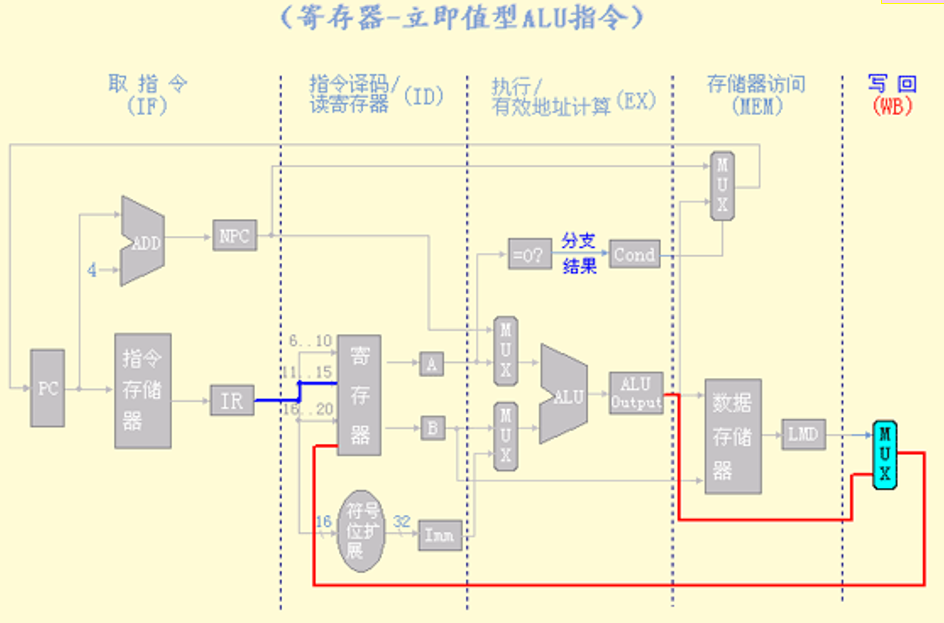 （寄存器-立即值型ALU指令）
取 指 令
(IF)
指令译码/
读寄存器 (ID)
执行/
有效地址计算 (EX)
存储器访问
(MEM)
写 回
(WB)
MUX
ADD
NPC
4
=0?
分支
结果
Cond
PC
指令
存储
器
IR
6..10
11..15
16..20
寄
存
器
A
B
MUX
MUX
ALU
ALU
Output
数据
存储
器
LMD
MUX
16
符号
位扩
展
32
Imm